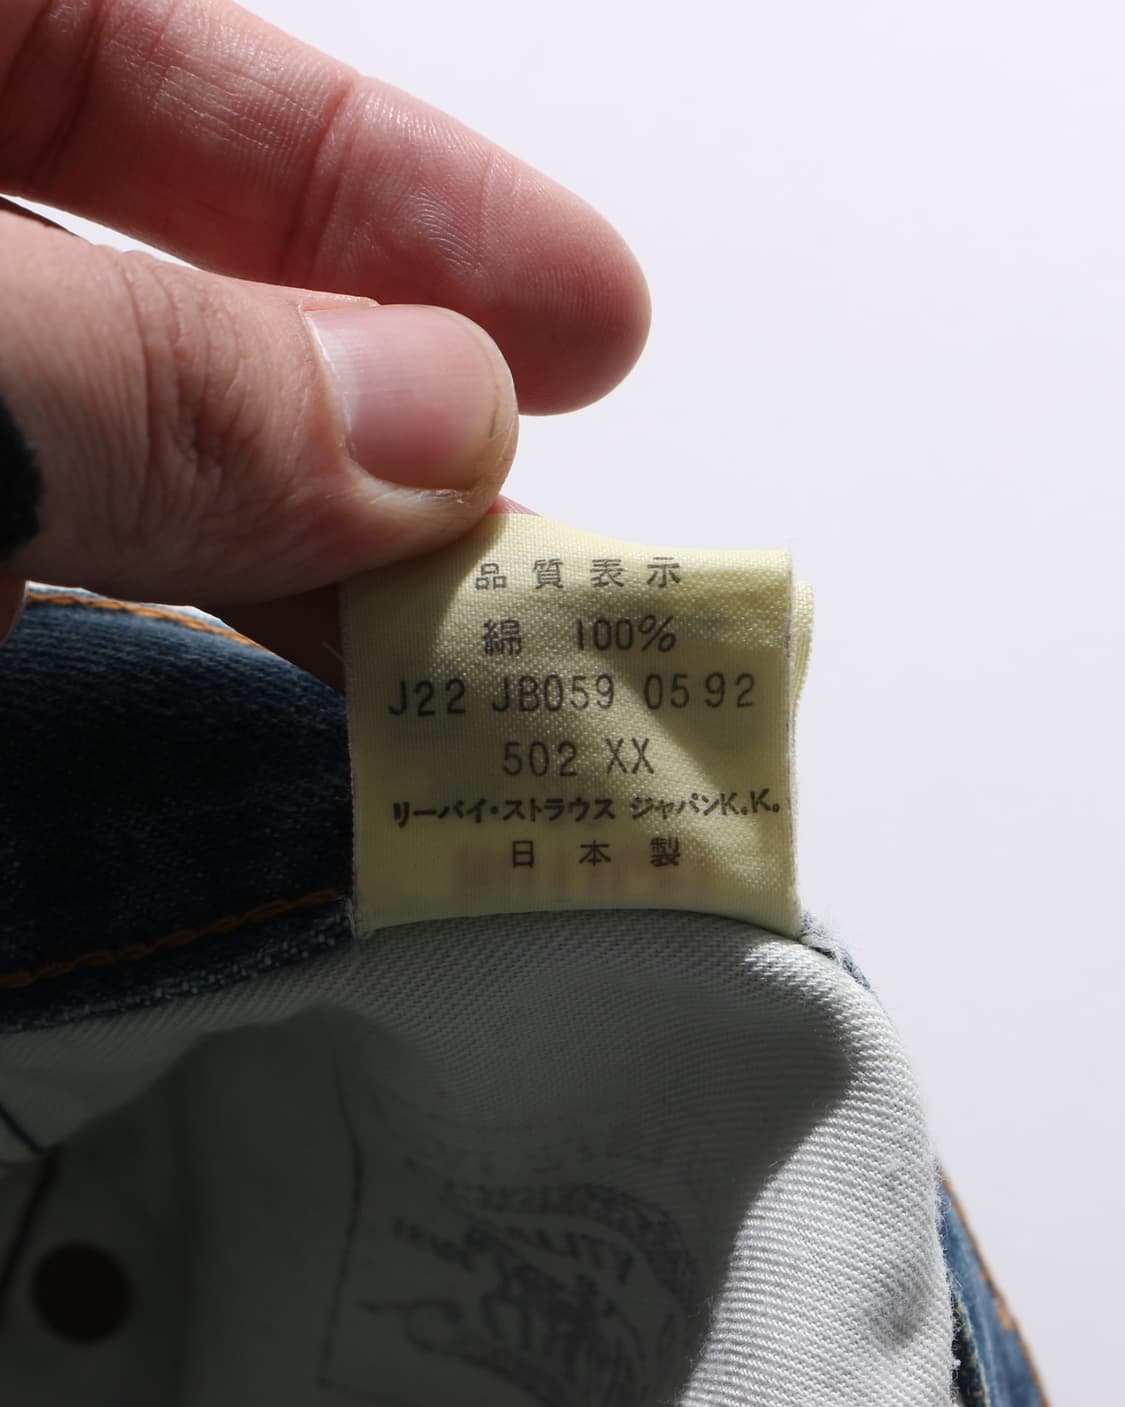 品質表示
綿 100%
J22 JB059 0592
502 XX
リーバイ・ストラウス ジャパンK.K.
日本製